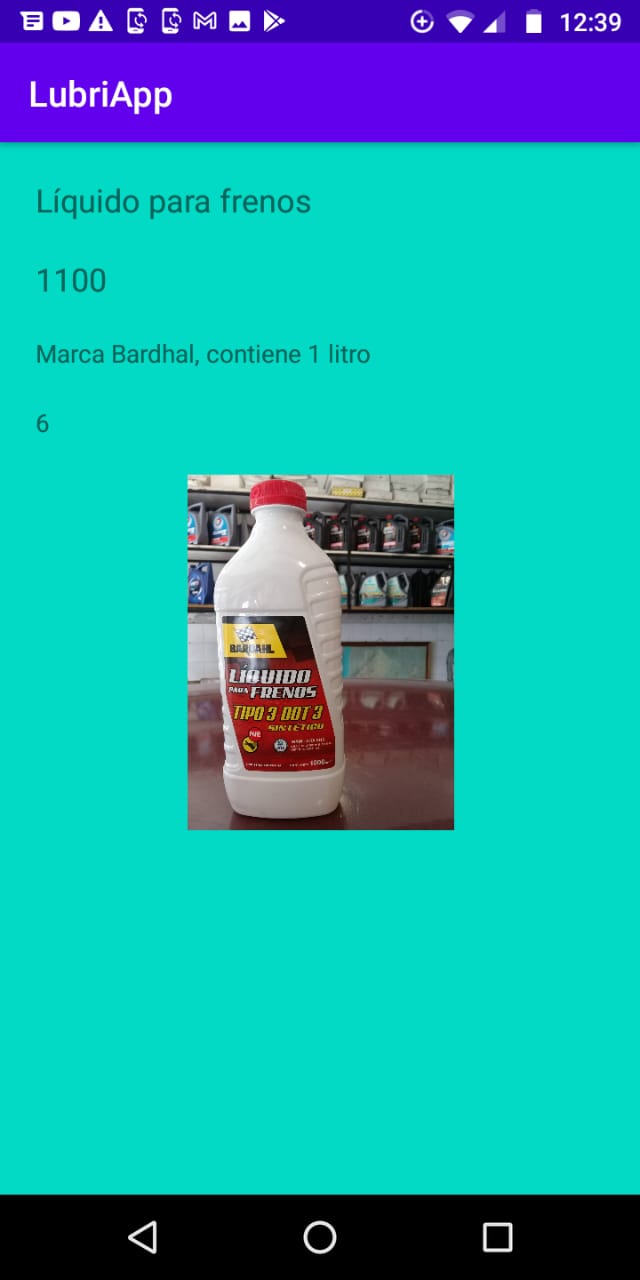 12:39
LubriApp
Líquido para frenos
1100
Marca Bardhal, contiene 1 litro
6
BARDAHL
LÍQUIDO
PARA FRENOS
TIPO 3 DOT 3
SINTÉTICO